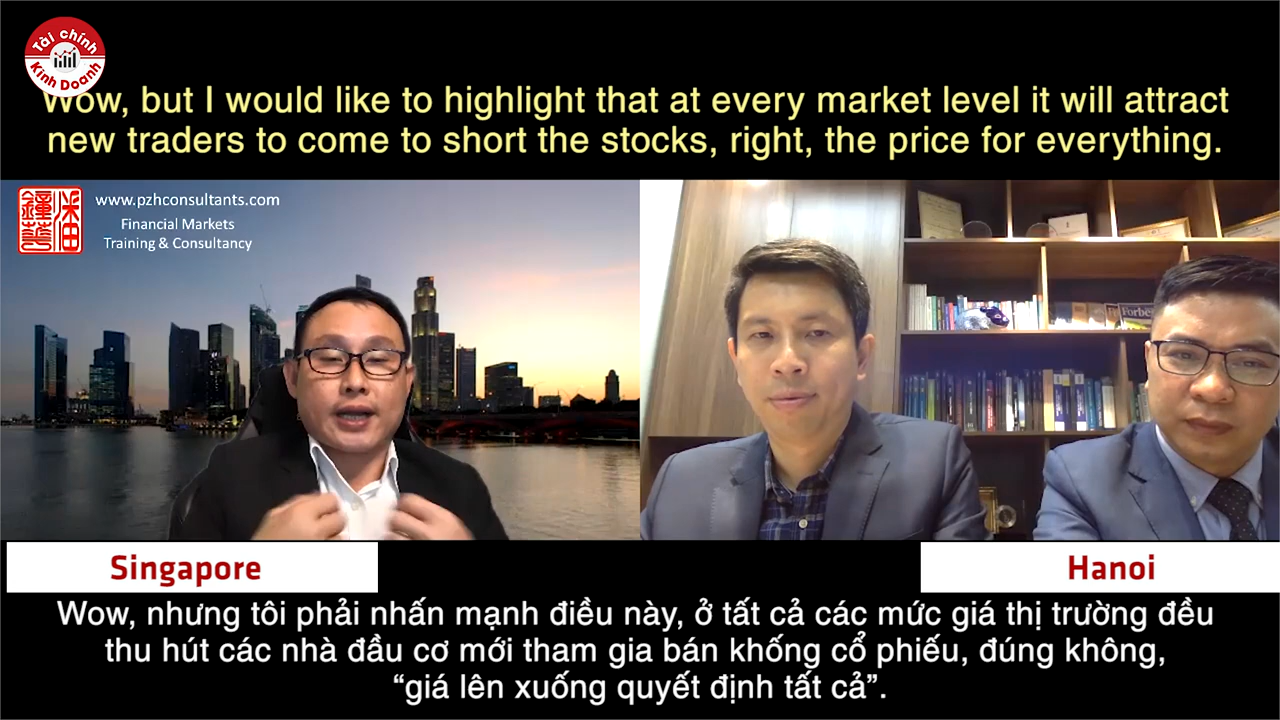 Tài chính
Kinh Doanh
Wow, but I would like to highlight that at every market level it will attract
new traders to come to short the stocks, right, the price for everything.
www.pzhconsultants.com
Financial Markets
Training & Consultancy
Forbes
Singapore
Hanoi
Wow, nhưng tôi phải nhấn mạnh điều này, ở tất cả các mức giá thị trường đều
thu hút các nhà đầu cơ mới tham gia bán khống cổ phiếu, đúng không,
“giá lên xuống quyết định tất cả”.